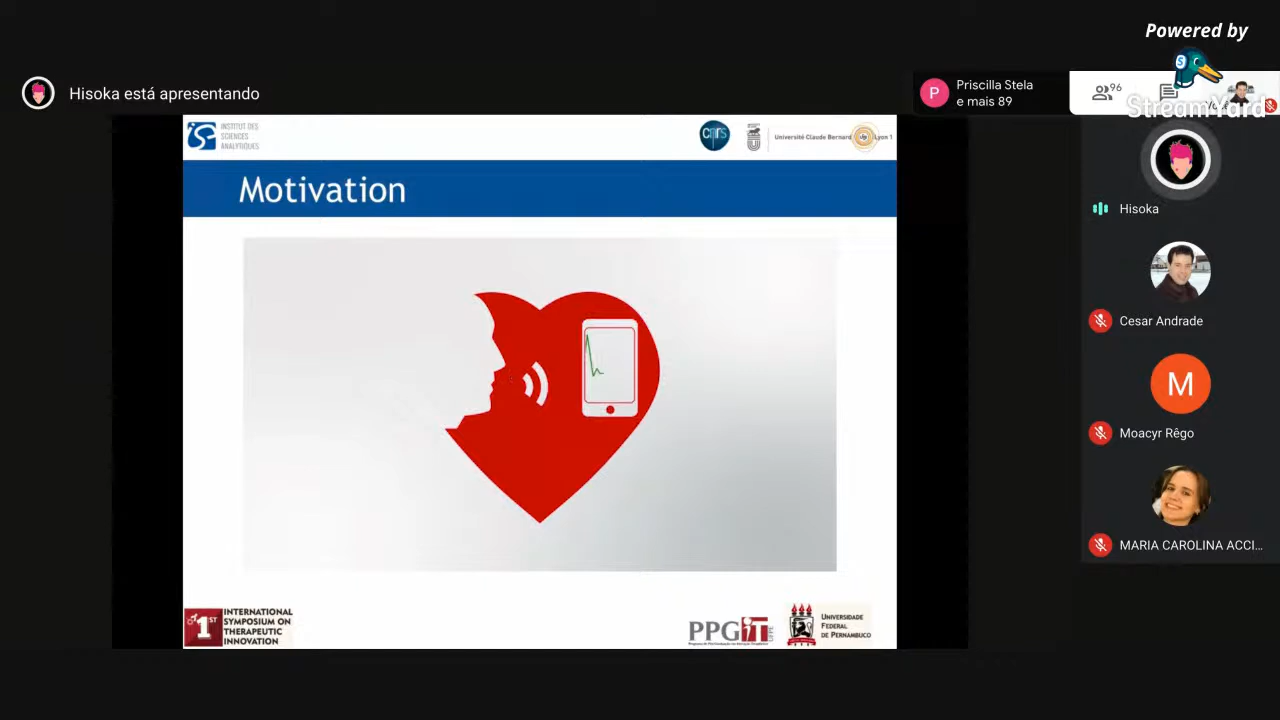 Powered by
StreamYard
Hisoka está apresentando
Priscilla Stela
e mais 89
96
INSTITUT DES
SCIENCES
ANALYTIQUES
cnrs
Université Claude Bernard Lyon 1
Motivation
Hisoka
Cesar Andrade
M
Moacyr Rêgo
MARIA CAROLINA ACCI...
1ST
INTERNATIONAL
SYMPOSIUM ON
THERAPEUTIC
INNOVATION
PPGIT
UFPE
UNIVERSIDADE
FEDERAL
DE PERNAMBUCO
P
S